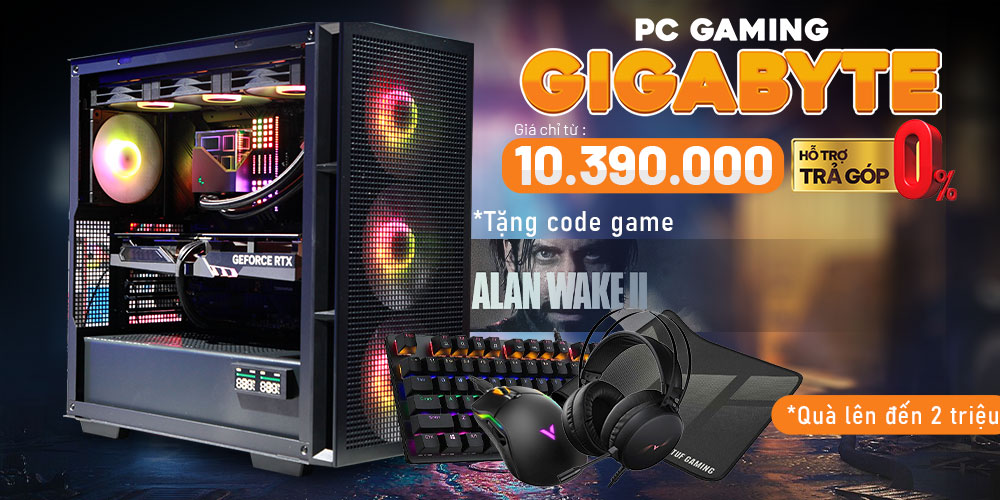 PC GAMING
GIGABYTE
Giá chỉ từ :
10.390.000
HỖ TRỢ
TRẢ GÓP
0%
*Tặng code game
GEFORCE RTX
ALAN WAKE II
*Quà lên đến 2 triệu
TUF GAMING